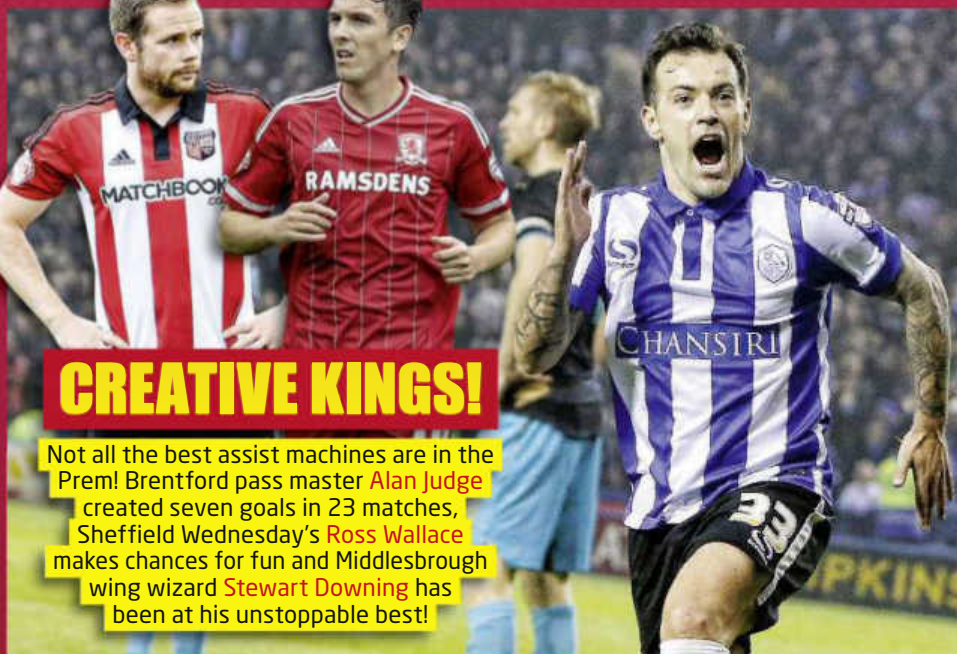 MATCHBOOK
RAMSDENS
CHANSIRI
33
PKINS
CREATIVE KINGS!
Not all the best assist machines are in the
Prem! Brentford pass master Alan Judge
created seven goals in 23 matches,
Sheffield Wednesday’s Ross Wallace
makes chances for fun and Middlesbrough
wing wizard Stewart Downing has
been at his unstoppable best!